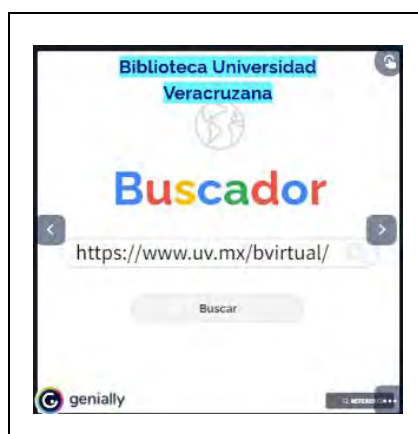 Biblioteca Universidad
Veracruzana
Buscador
https://www.uv.mx/bvirtual/
Buscar
genially